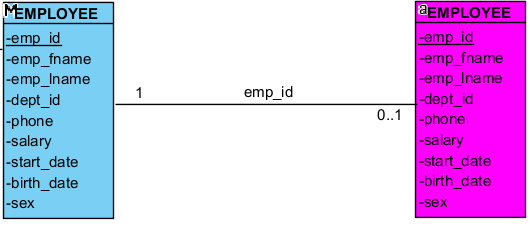 M
EMPLOYEE
-emp_id
-emp_fname
-emp_lname
-dept_id
-phone
-salary
-start_date
-birth_date
-sex
1
emp_id
0..1
a
EMPLOYEE
-emp_id
-emp_fname
-emp_lname
-dept_id
-phone
-salary
-start_date
-birth_date
-sex